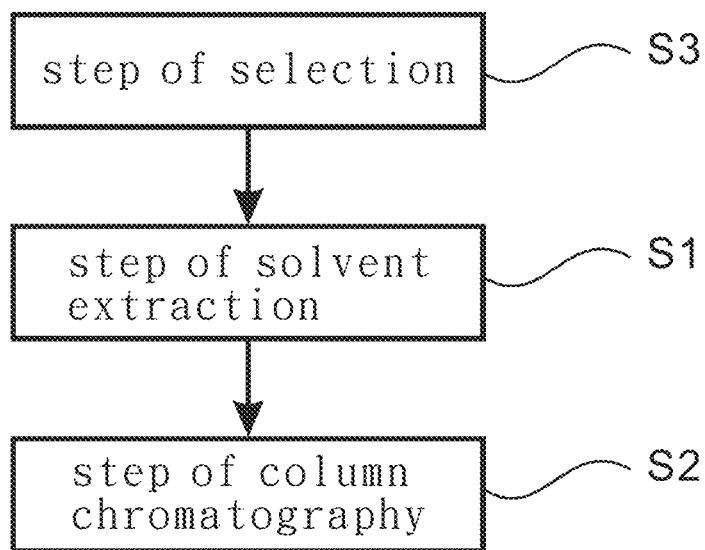 step of selection
S3
step of solvent
extraction
S1
step of column
chromatography
S2